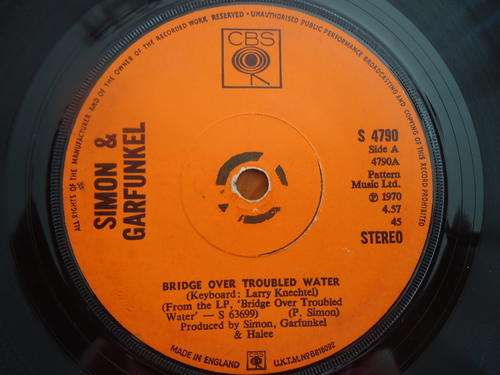 ALL RIGHTS OF THE MANUFACTURER AND OF THE OWNER OF THE RECORDED WORK RESERVED • UNAUTHORISED PUBLIC PERFORMANCE BROADCASTING AND COPYING OF THIS RECORD PROHIBITED
CBS
SIMON &
GARFUNKEL
S 4790
Side A
4790A
Pattern
Music Ltd.
℗ 1970
4.57
45
STEREO
BRIDGE OVER TROUBLED WATER
(Keyboard: Larry Knechtel)
(From the LP, 'Bridge Over Troubled
Water' — S 63699) (P. Simon)
Produced by Simon, Garfunkel
& Halee
MADE IN ENGLAND
U.K.T.M.Nº B816092